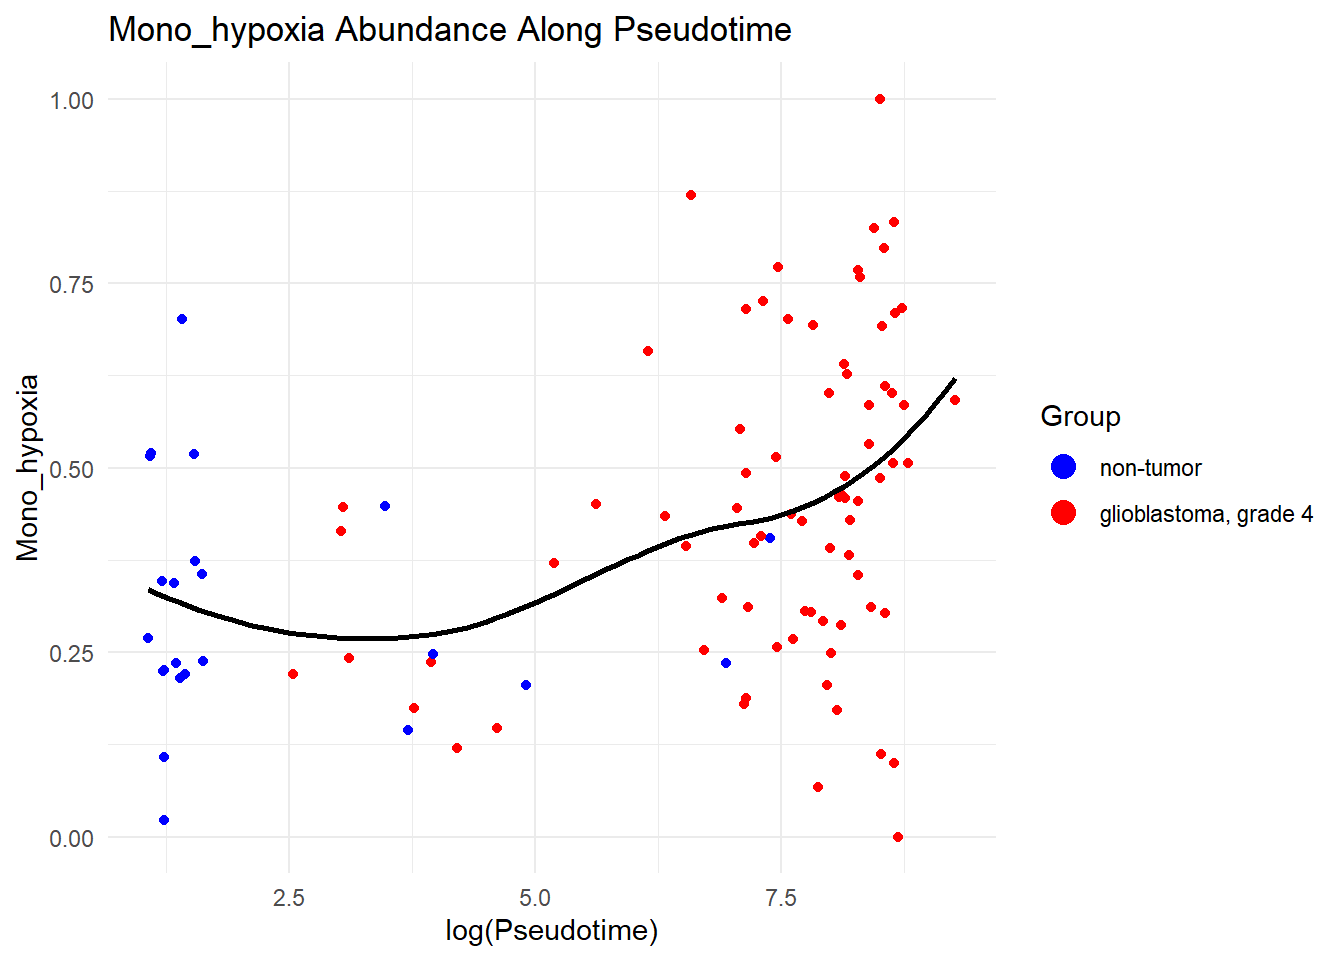 Mono_hypoxia Abundance Along Pseudotime
1.00
0.75
0.50
0.25
0.00
Mono_hypoxia
2.5
5.0
7.5
log(Pseudotime)
Group
non-tumor
glioblastoma, grade 4